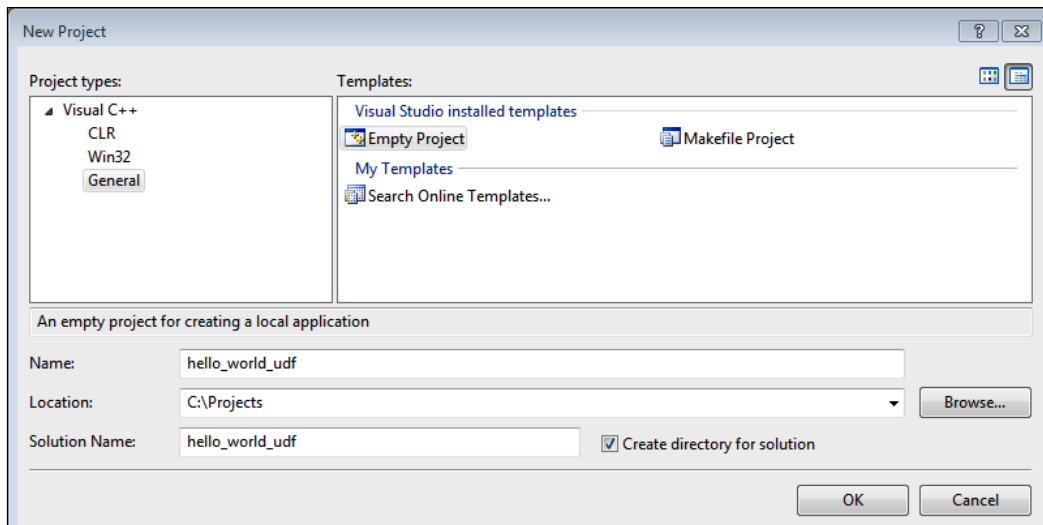 New Project
Project types:
Templates:
Visual C++
CLR
Win32
General
Visual Studio installed templates
Empty Project
Makefile Project
My Templates
Search Online Templates...
An empty project for creating a local application
Name:
hello_world_udf
Location:
C:\Projects
Browse...
Solution Name:
hello_world_udf
Create directory for solution
OK
Cancel